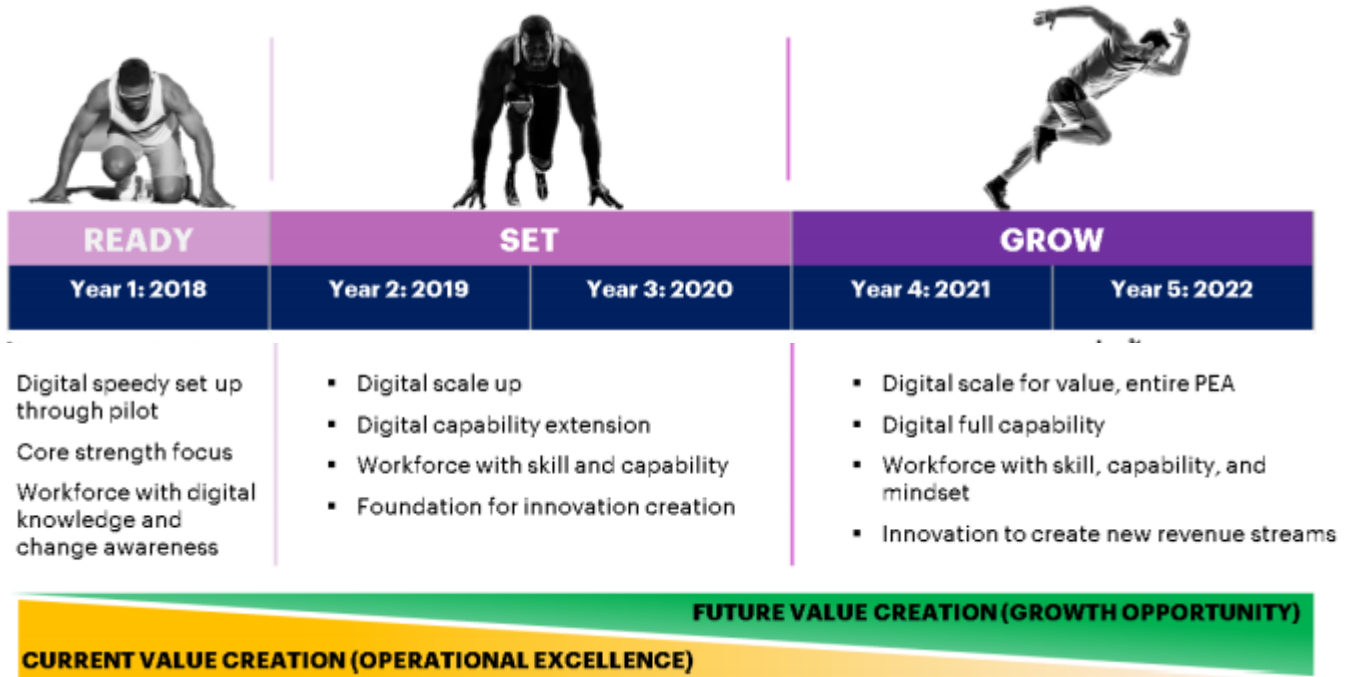 READY
SET
GROW
Year 1: 2018
Year 2: 2019
Year 3: 2020
Year 4: 2021
Year 5: 2022
Digital speedy set up
through pilot
Core strength focus
Workforce with digital
knowledge and
change awareness
▪ Digital scale up
▪ Digital capability extension
▪ Workforce with skill and capability
▪ Foundation for innovation creation
▪ Digital scale for value, entire PEA
▪ Digital full capability
▪ Workforce with skill, capability, and
mindset
▪ Innovation to create new revenue streams
FUTURE VALUE CREATION (GROWTH OPPORTUNITY)
CURRENT VALUE CREATION (OPERATIONAL EXCELLENCE)